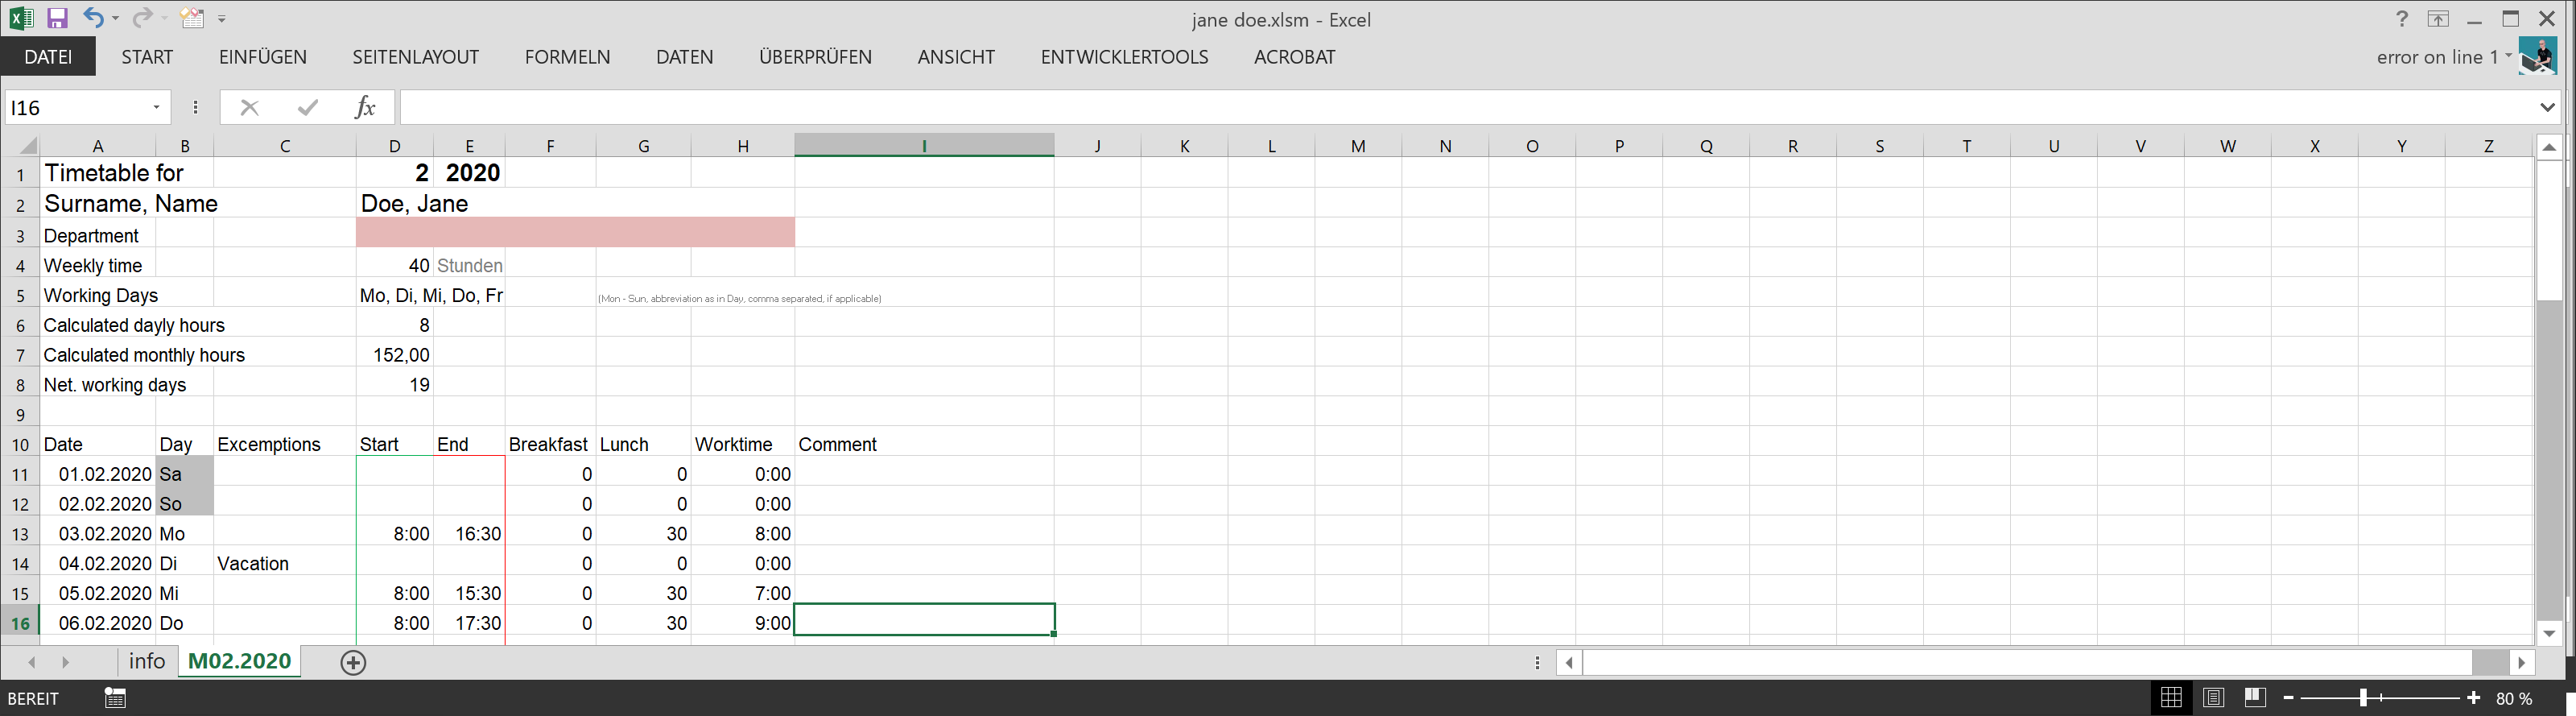 jane doe.xlsm - Excel
?
DATEI START EINFÜGEN SEITENLAYOUT FORMELN DATEN ÜBERPRÜFEN ANSICHT ENTWICKLERTOOLS ACROBAT error on line 1
I16 fx
A B C D E F G H I J K L M N O P Q R S T U V W X Y Z
1 Timetable for 2 2020
2 Surname, Name Doe, Jane
3 Department
4 Weekly time 40 Stunden
5 Working Days Mo, Di, Mi, Do, Fr (Mon - Sun, abbreviation as in Day, comma separated, if applicable)
6 Calculated dayly hours 8
7 Calculated monthly hours 152,00
8 Net. working days 19
9
10 Date Day Excemptions Start End Breakfast Lunch Worktime Comment
11 01.02.2020 Sa 0 0 0:00
12 02.02.2020 So 0 0 0:00
13 03.02.2020 Mo 8:00 16:30 0 30 8:00
14 04.02.2020 Di Vacation 0 0 0:00
15 05.02.2020 Mi 8:00 15:30 0 30 7:00
16 06.02.2020 Do 8:00 17:30 0 30 9:00
info M02.2020
BEREIT 80 %